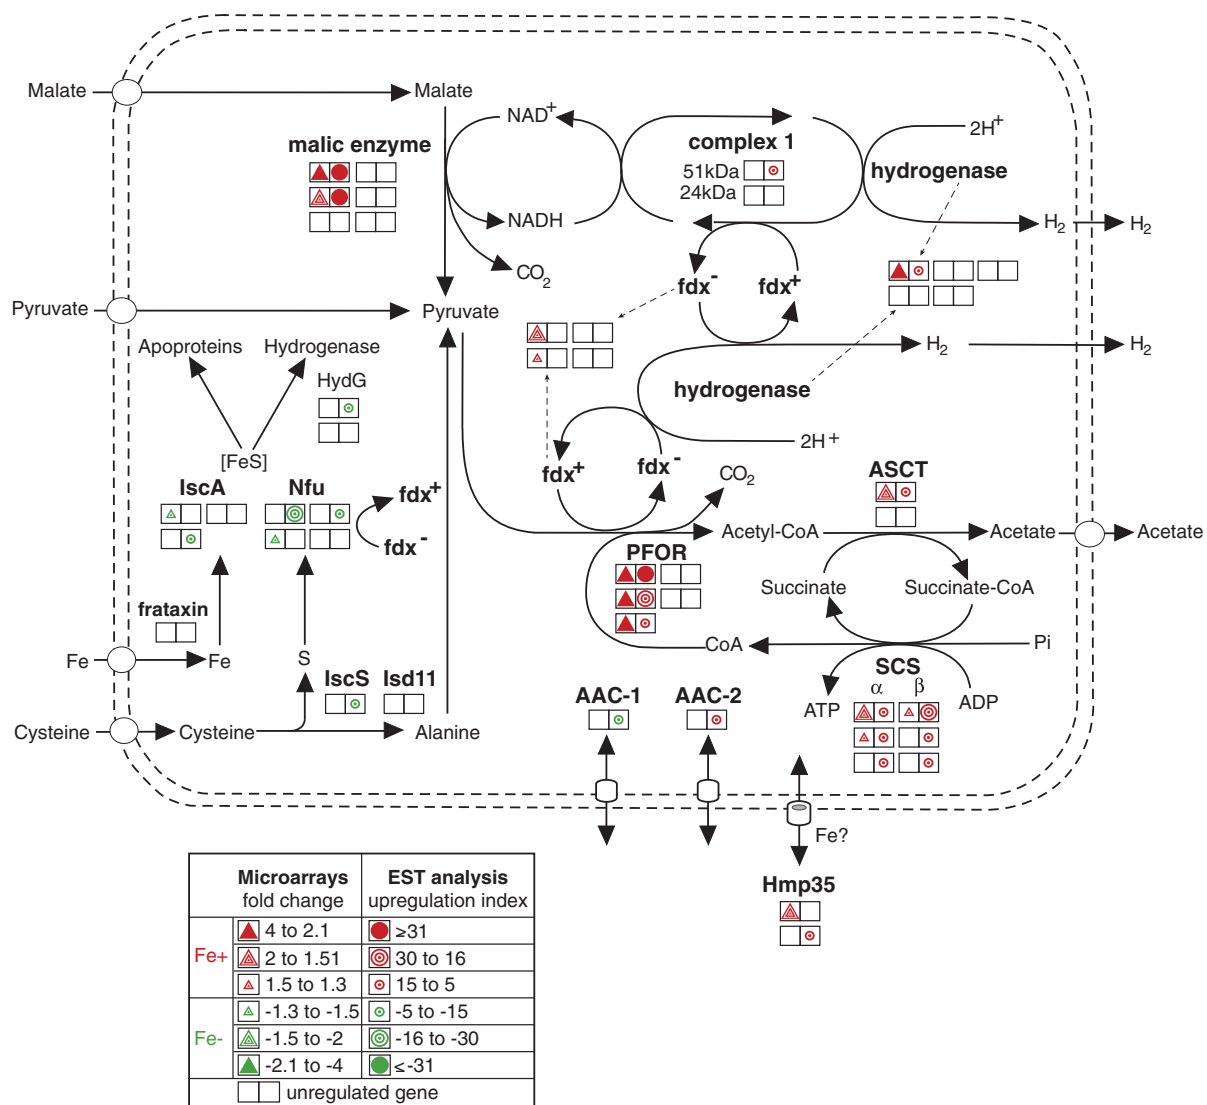 Malate
Malate
NAD+
complex 1
2H+
malic enzyme
51kDa
24kDa
hydrogenase
NADH
H2
H2
CO2
fdx-
fdx+
Pyruvate
Pyruvate
Apoproteins
Hydrogenase
H2
H2
HydG
hydrogenase
2H+
[FeS]
fdx+
fdx-
CO2
ASCT
IscA
Nfu
fdx+
fdx-
Acetyl-CoA
Acetate
Acetate
PFOR
Succinate
Succinate-CoA
frataxin
Fe
Fe
S
CoA
Pi
IscS
Isd11
AAC-1
AAC-2
SCS
α β
ATP
ADP
Cysteine
Cysteine
Alanine
Fe?
Hmp35
Microarrays EST analysis
fold change upregulation index
Fe+
4 to 2.1 ≥31
2 to 1.51 30 to 16
1.5 to 1.3 15 to 5
Fe-
-1.3 to -1.5 -5 to -15
-1.5 to -2 -16 to -30
-2.1 to -4 ≤-31
unregulated gene